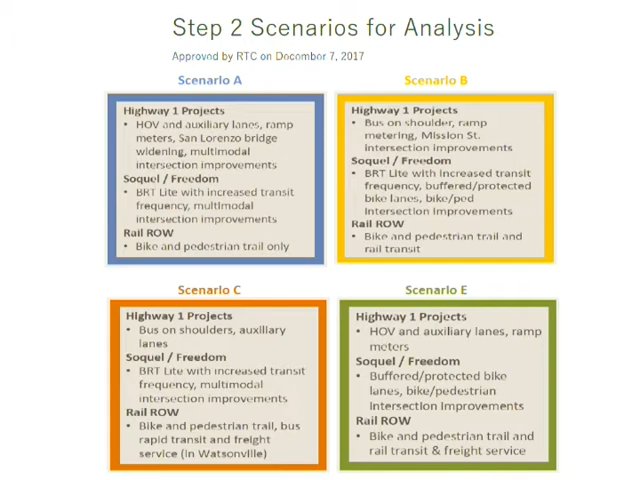 Step 2 Scenarios for Analysis
Approved by RTC on December 7, 2017
Scenario A
Highway 1 Projects
• HOV and auxiliary lanes, ramp
meters, San Lorenzo bridge
widening, multimodal
intersection improvements
Soquel / Freedom
• BRT Lite with increased transit
frequency, multimodal
intersection improvements
Rail ROW
• Bike and pedestrian trail only
Scenario B
Highway 1 Projects
• Bus on shoulder, ramp
metering, Mission St.
intersection improvements
Soquel / Freedom
• BRT Lite with increased transit
frequency, buffered/protected
bike lanes, bike/ped
Intersection improvements
Rail ROW
• Bike and pedestrian trail and
rail transit
Scenario C
Highway 1 Projects
• Bus on shoulders, auxiliary
lanes
Soquel / Freedom
• BRT Lite with increased transit
frequency, multimodal
intersection improvements
Rail ROW
• Bike and pedestrian trail, bus
rapid transit and freight
service (in Watsonville)
Scenario E
Highway 1 Projects
• HOV and auxiliary lanes, ramp
meters
Soquel / Freedom
• Buffered/protected bike
lanes, bike/pedestrian
Intersection improvements
Rail ROW
• Bike and pedestrian trail and
rail transit & freight service